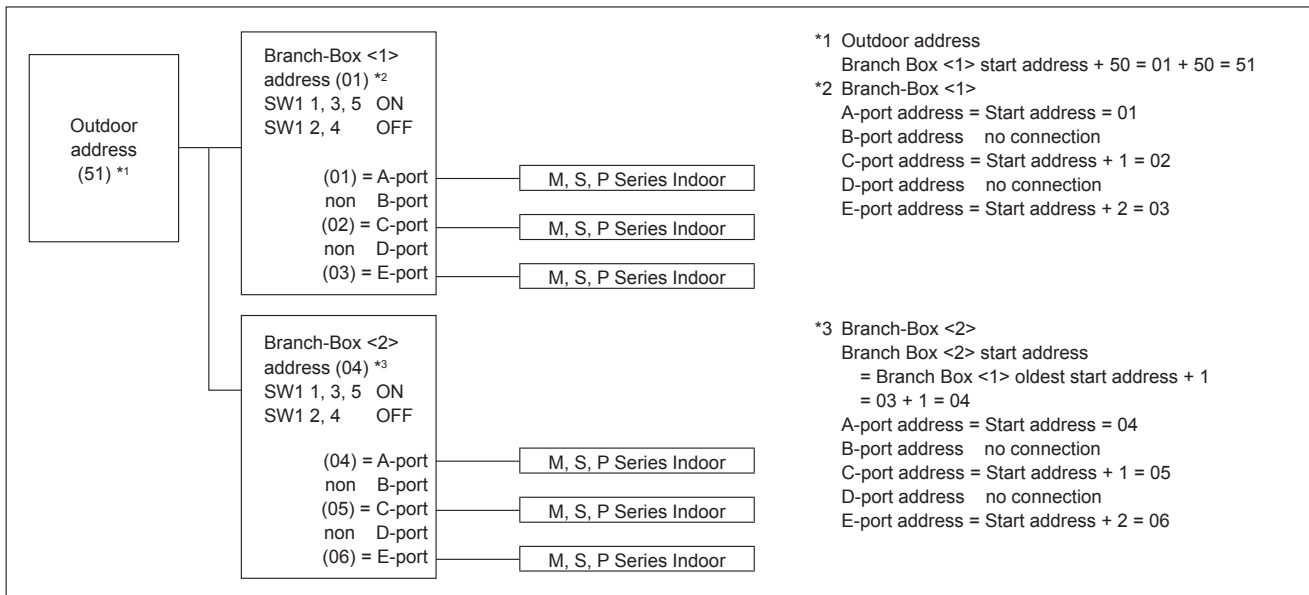 Outdoor
address
(51) *1
Branch-Box <1>
address (01) *2
SW1 1, 3, 5 ON
SW1 2, 4 OFF
(01) = A-port
non B-port
(02) = C-port
non D-port
(03) = E-port
M, S, P Series Indoor
M, S, P Series Indoor
M, S, P Series Indoor
Branch-Box <2>
address (04) *3
SW1 1, 3, 5 ON
SW1 2, 4 OFF
(04) = A-port
non B-port
(05) = C-port
non D-port
(06) = E-port
M, S, P Series Indoor
M, S, P Series Indoor
M, S, P Series Indoor
*1 Outdoor address
Branch Box <1> start address + 50 = 01 + 50 = 51
*2 Branch-Box <1>
A-port address = Start address = 01
B-port address no connection
C-port address = Start address + 1 = 02
D-port address no connection
E-port address = Start address + 2 = 03
*3 Branch-Box <2>
Branch Box <2> start address
= Branch Box <1> oldest start address + 1
= 03 + 1 = 04
A-port address = Start address = 04
B-port address no connection
C-port address = Start address + 1 = 05
D-port address no connection
E-port address = Start address + 2 = 06